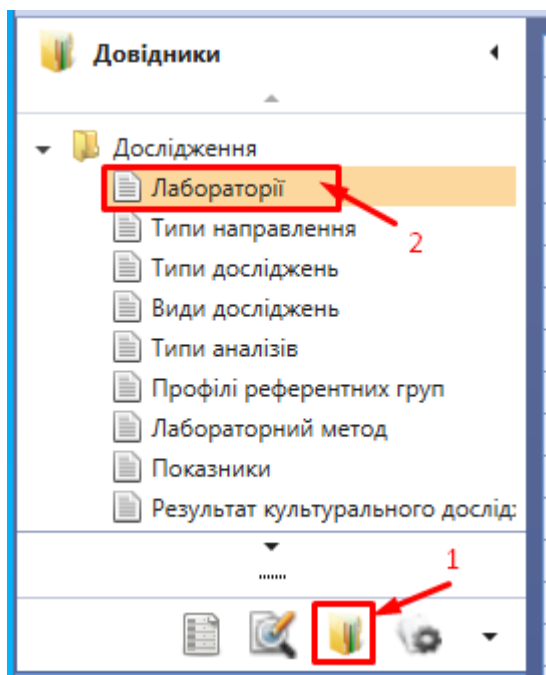 Довідники
Дослідження
Лабораторії
2
Типи направлення
Типи досліджень
Види досліджень
Типи аналізів
Профілі референтних груп
Лабораторний метод
Показники
Результат культурального дослід:
1